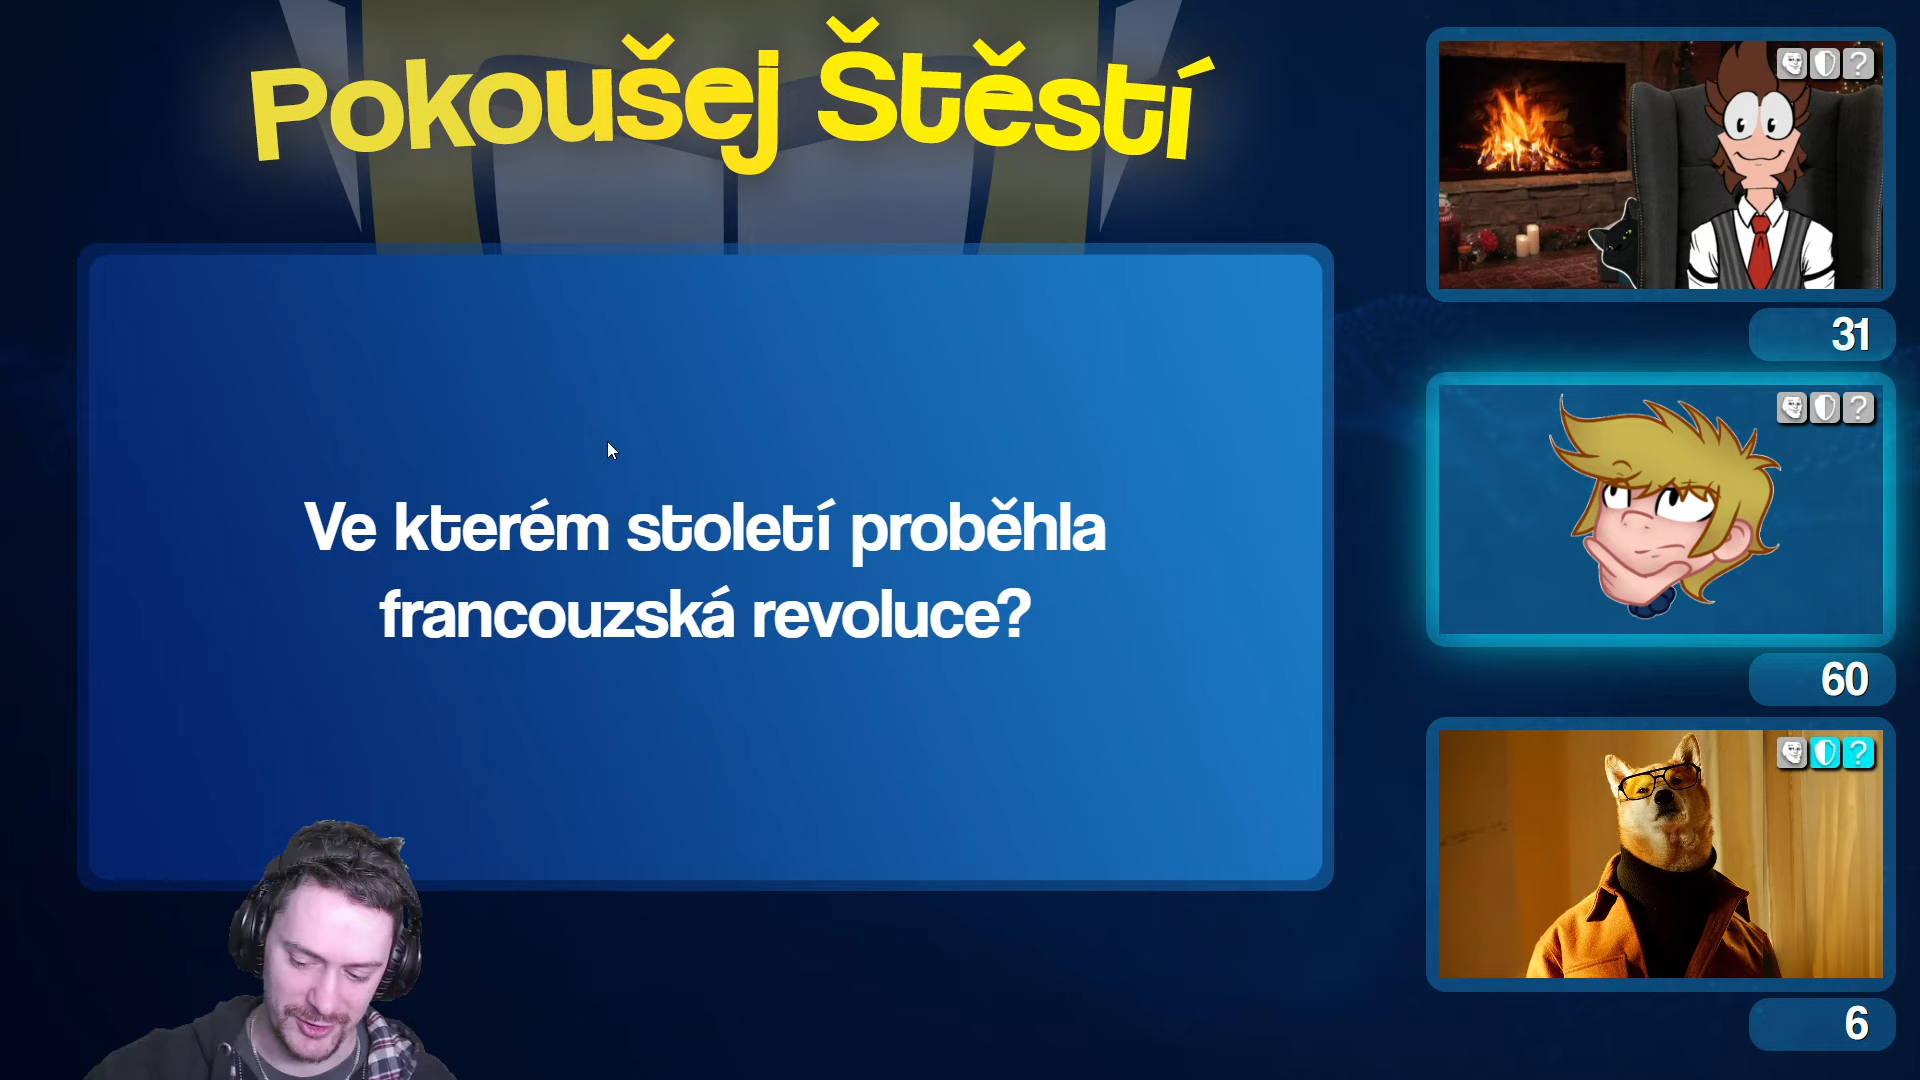 Pokoušej Štěstí
Ve kterém století proběhla
francouzská revoluce?
?
31
?
60
?
6